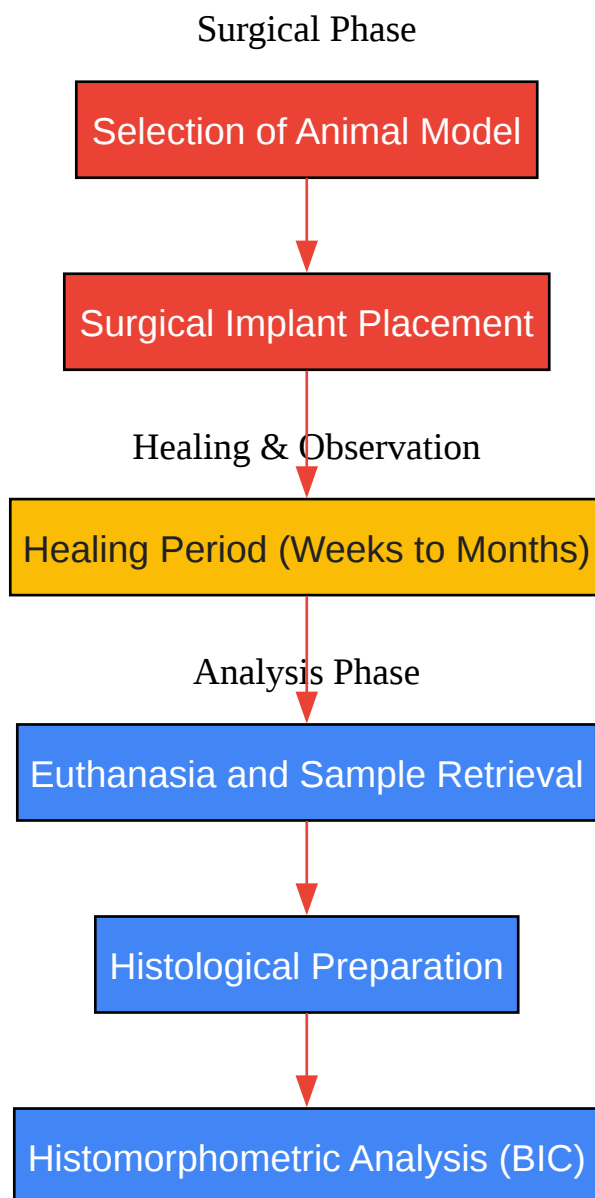 Surgical Phase
Selection of Animal Model
Surgical Implant Placement
Healing & Observation
Healing Period (Weeks to Months)
Analysis Phase
Euthanasia and Sample Retrieval
Histological Preparation
Histomorphometric Analysis (BIC)